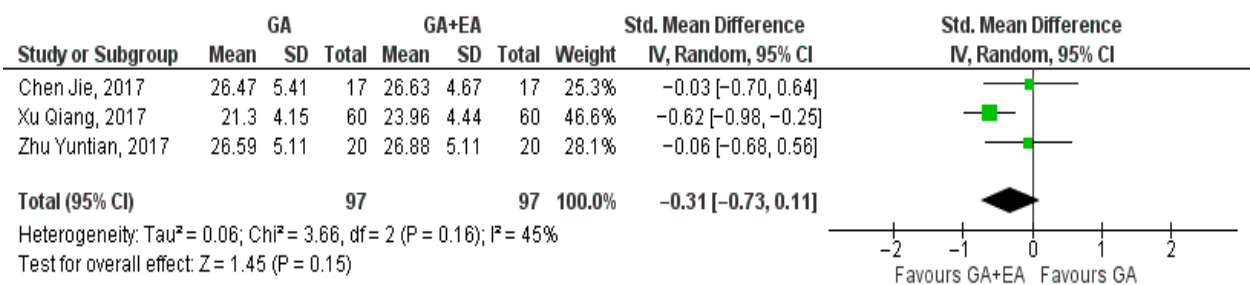 GA GA+EA Std. Mean Difference Std. Mean Difference
Study or Subgroup Mean SD Total Mean SD Total Weight IV, Random, 95% CI IV, Random, 95% CI
Chen Jie, 2017 26.47 5.41 17 26.63 4.67 17 25.3% −0.03 [−0.70, 0.64]
Xu Qiang, 2017 21.3 4.15 60 23.96 4.44 60 46.6% −0.62 [−0.98, −0.25]
Zhu Yuntian, 2017 26.59 5.11 20 26.88 5.11 20 28.1% −0.06 [−0.68, 0.56]
Total (95% CI) 97 97 100.0% −0.31 [−0.73, 0.11]
Heterogeneity: Tau² = 0.06; Chi² = 3.66, df = 2 (P = 0.16); I² = 45%
Test for overall effect: Z = 1.45 (P = 0.15)
−2 −1 0 1 2
Favours GA+EA Favours GA